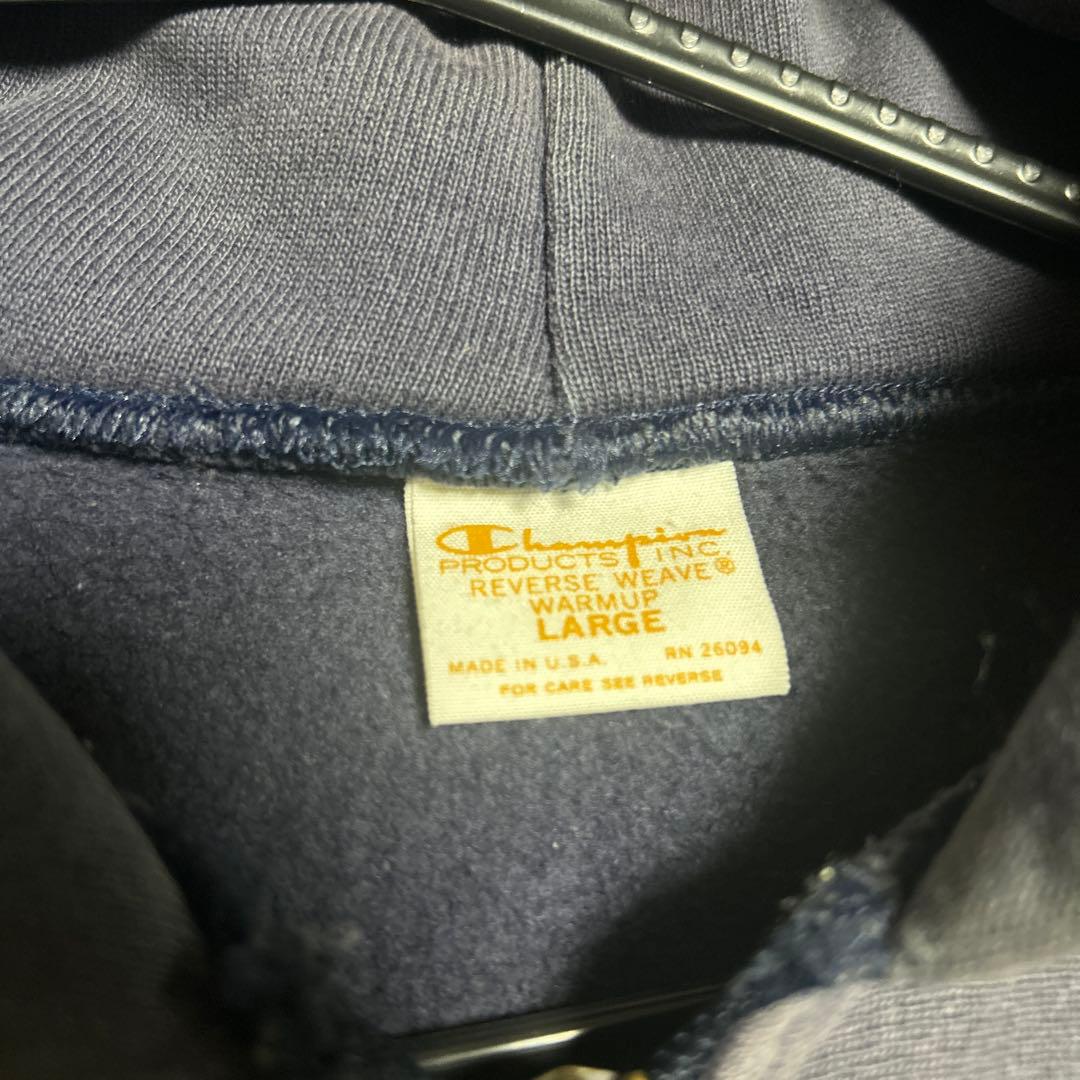 Champion
PRODUCTS INC.
REVERSE WEAVE®
WARMUP
LARGE
MADE IN U.S.A. RN 26094
FOR CARE SEE REVERSE